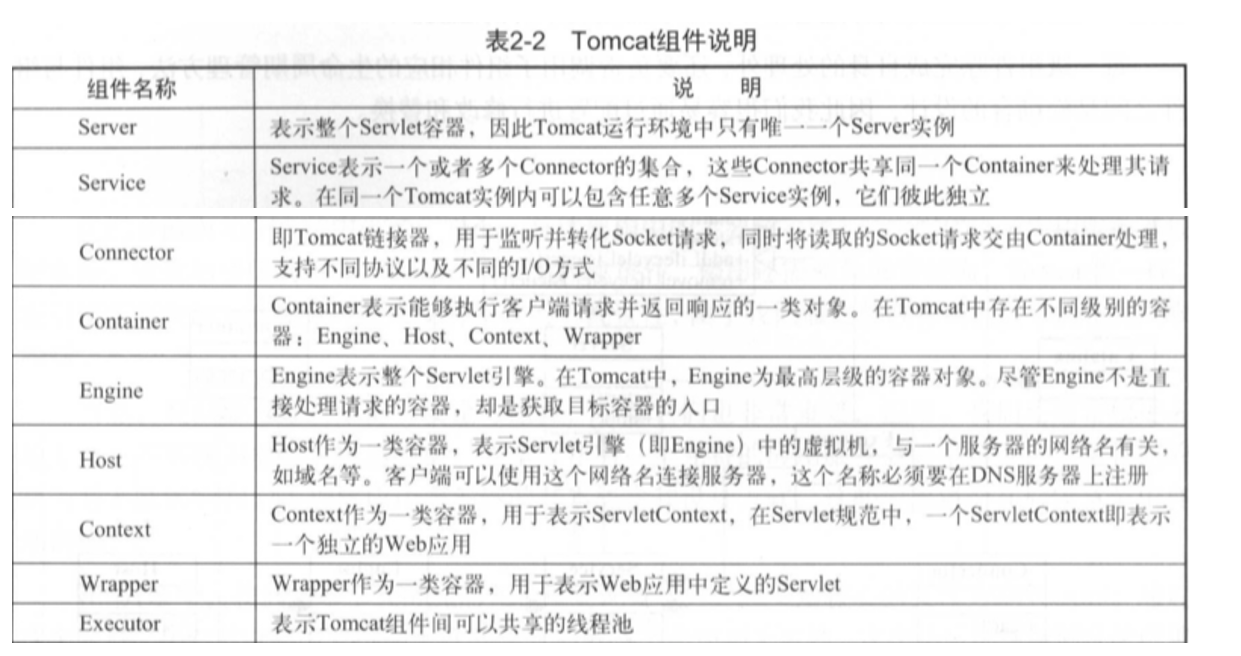 表2-2 Tomcat组件说明
组件名称 说 明
Server 表示整个Servlet容器，因此Tomcat运行环境中只有唯一一个Server实例
Service Service表示一个或者多个Connector的集合，这些Connector共享同一个Container来处理其请
求。在同一个Tomcat实例内可以包含任意多个Service实例，它们彼此独立
Connector 即Tomcat链接器，用于监听并转化Socket请求，同时将读取的Socket请求交由Container处理，
支持不同协议以及不同的I/O方式
Container Container表示能够执行客户端请求并返回响应的一类对象。在Tomcat中存在不同级别的容
器：Engine、Host、Context、Wrapper
Engine Engine表示整个Servlet引擎。在Tomcat中，Engine为最高层级的容器对象。尽管Engine不是直
接处理请求的容器，却是获取目标容器的入口
Host Host作为一类容器，表示Servlet引擎（即Engine）中的虚拟机，与一个服务器的网络名有关，
如域名等。客户端可以使用这个网络名连接服务器，这个名称必须要在DNS服务器上注册
Context Context作为一类容器，用于表示ServletContext，在Servlet规范中，一个ServletContext即表示
一个独立的Web应用
Wrapper Wrapper作为一类容器，用于表示Web应用中定义的Servlet
Executor 表示Tomcat组件间可以共享的线程池